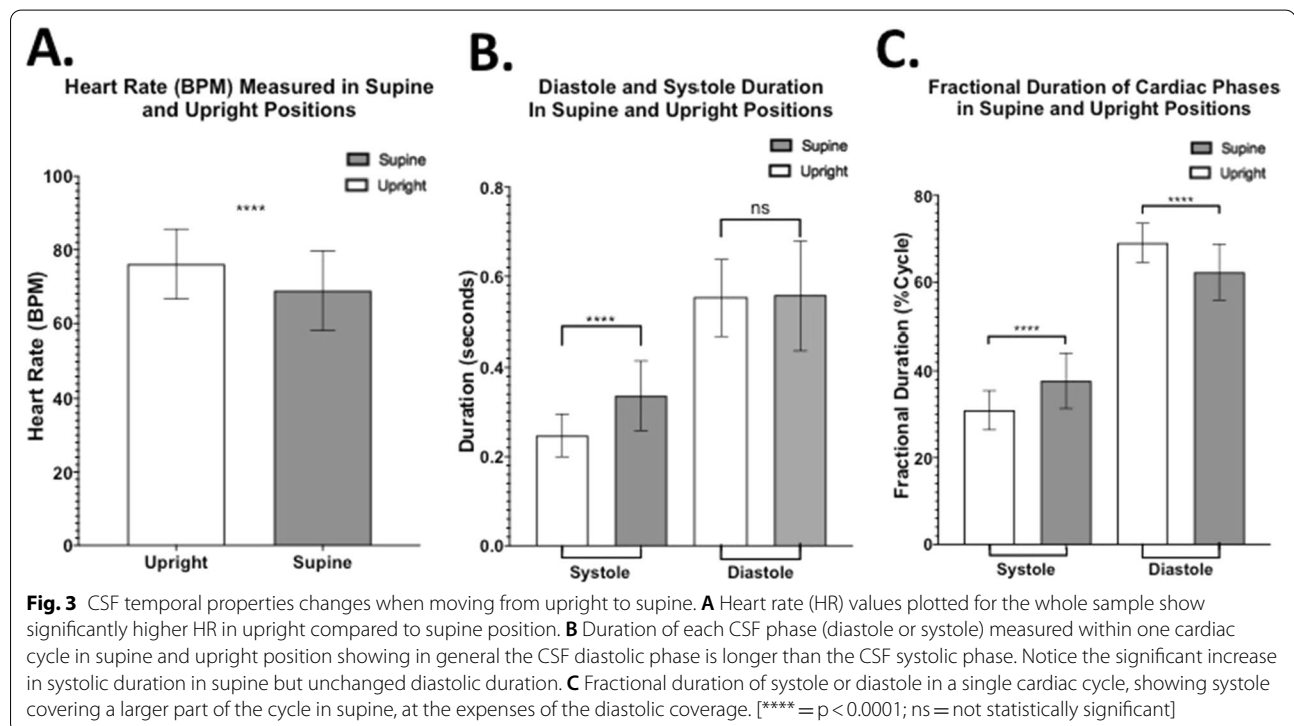 A.
Heart Rate (BPM) Measured in Supine
and Upright Positions
Supine
Upright
100
80
60
40
20
0
Heart Rate (BPM)
****
Upright
Supine
B.
Diastole and Systole Duration
In Supine and Upright Positions
Supine
Upright
0.8
0.6
0.4
0.2
0.0
Duration (seconds)
****
ns
Systole
Diastole
C.
Fractional Duration of Cardiac Phases
in Supine and Upright Positions
Supine
Upright
80
60
40
20
0
Fractional Duration (%Cycle)
****
****
Systole
Diastole
Fig. 3 CSF temporal properties changes when moving from upright to supine. A Heart rate (HR) values plotted for the whole sample show
significantly higher HR in upright compared to supine position. B Duration of each CSF phase (diastole or systole) measured within one cardiac
cycle in supine and upright position showing in general the CSF diastolic phase is longer than the CSF systolic phase. Notice the significant increase
in systolic duration in supine but unchanged diastolic duration. C Fractional duration of systole or diastole in a single cardiac cycle, showing systole
covering a larger part of the cycle in supine, at the expenses of the diastolic coverage. [**** = p < 0.0001; ns = not statistically significant]